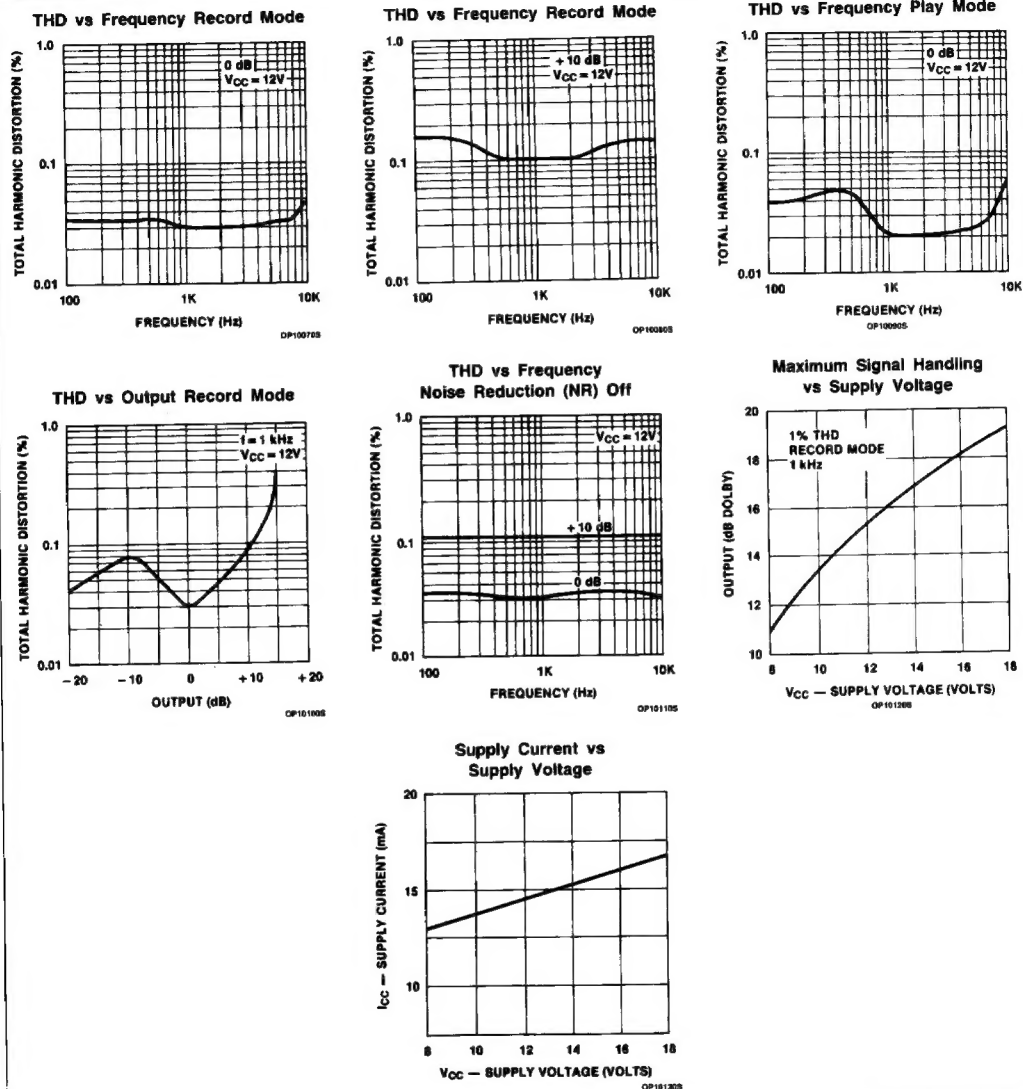 THD vs Frequency Record Mode
TOTAL HARMONIC DISTORTION (%)
1.0
0.1
0.01
0 dB
VCC = 12V
100
1K
10K
FREQUENCY (Hz)
OP10070S
THD vs Frequency Record Mode
TOTAL HARMONIC DISTORTION (%)
1.0
0.1
0.01
+ 10 dB
VCC = 12V
100
1K
10K
FREQUENCY (Hz)
OP10080S
THD vs Frequency Play Mode
TOTAL HARMONIC DISTORTION (%)
1.0
0.1
0.01
0 dB
VCC = 12V
100
1K
10K
FREQUENCY (Hz)
OP10090S
THD vs Output Record Mode
TOTAL HARMONIC DISTORTION (%)
1.0
0.1
0.01
f = 1 kHz
VCC = 12V
-20
-10
0
+10
+20
OUTPUT (dB)
OP10100S
THD vs Frequency
Noise Reduction (NR) Off
TOTAL HARMONIC DISTORTION (%)
1.0
0.1
0.01
VCC = 12V
+ 10 dB
0 dB
100
1K
10K
FREQUENCY (Hz)
OP10110S
Maximum Signal Handling
vs Supply Voltage
OUTPUT (dB DOLBY)
20
18
16
14
12
10
1% THD
RECORD MODE
1 kHz
8
10
12
14
16
18
VCC — SUPPLY VOLTAGE (VOLTS)
OP10120S
Supply Current vs
Supply Voltage
ICC — SUPPLY CURRENT (mA)
20
15
10
8
10
12
14
16
18
VCC — SUPPLY VOLTAGE (VOLTS)
OP10130S